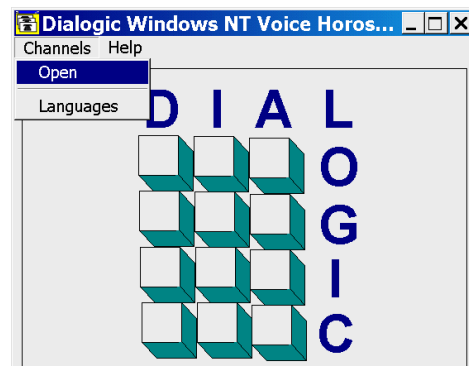 Dialogic Windows NT Voice Horos...
Channels Help
Open
Languages
D I A L
O
G
I
C